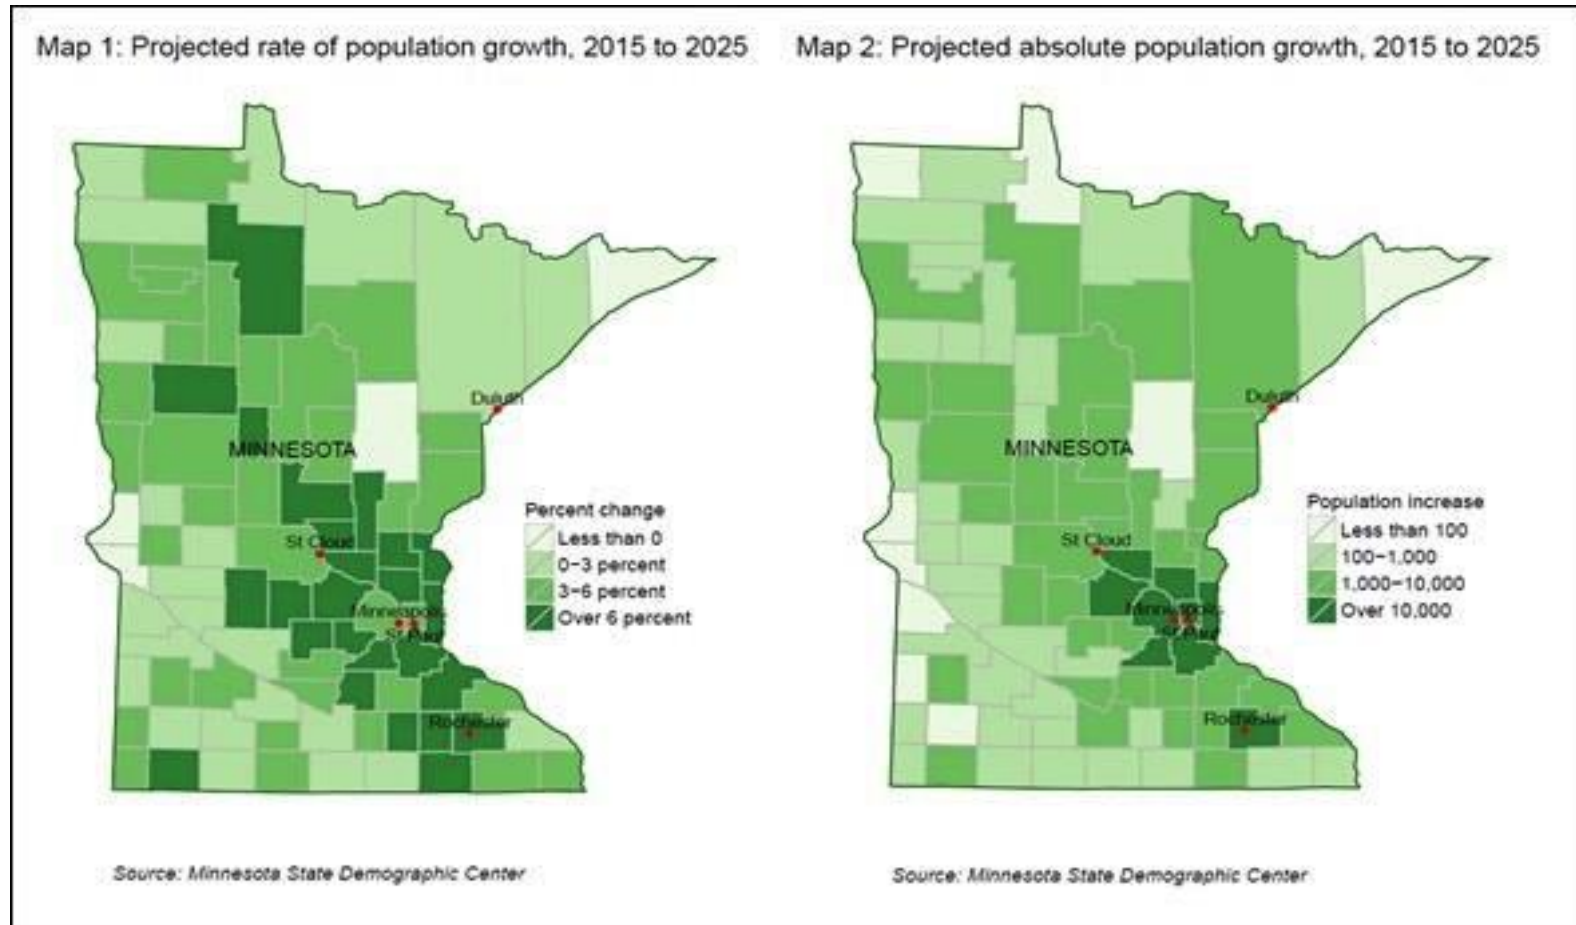 Map 1: Projected rate of population growth, 2015 to 2025
Duluth
MINNESOTA
St Cloud
Minneapolis
St Paul
Rochester
Percent change
Less than 0
0-3 percent
3-6 percent
Over 6 percent
Source: Minnesota State Demographic Center
Map 2: Projected absolute population growth, 2015 to 2025
Duluth
MINNESOTA
St Cloud
Minneapolis
St Paul
Rochester
Population increase
Less than 100
100-1,000
1,000-10,000
Over 10,000
Source: Minnesota State Demographic Center